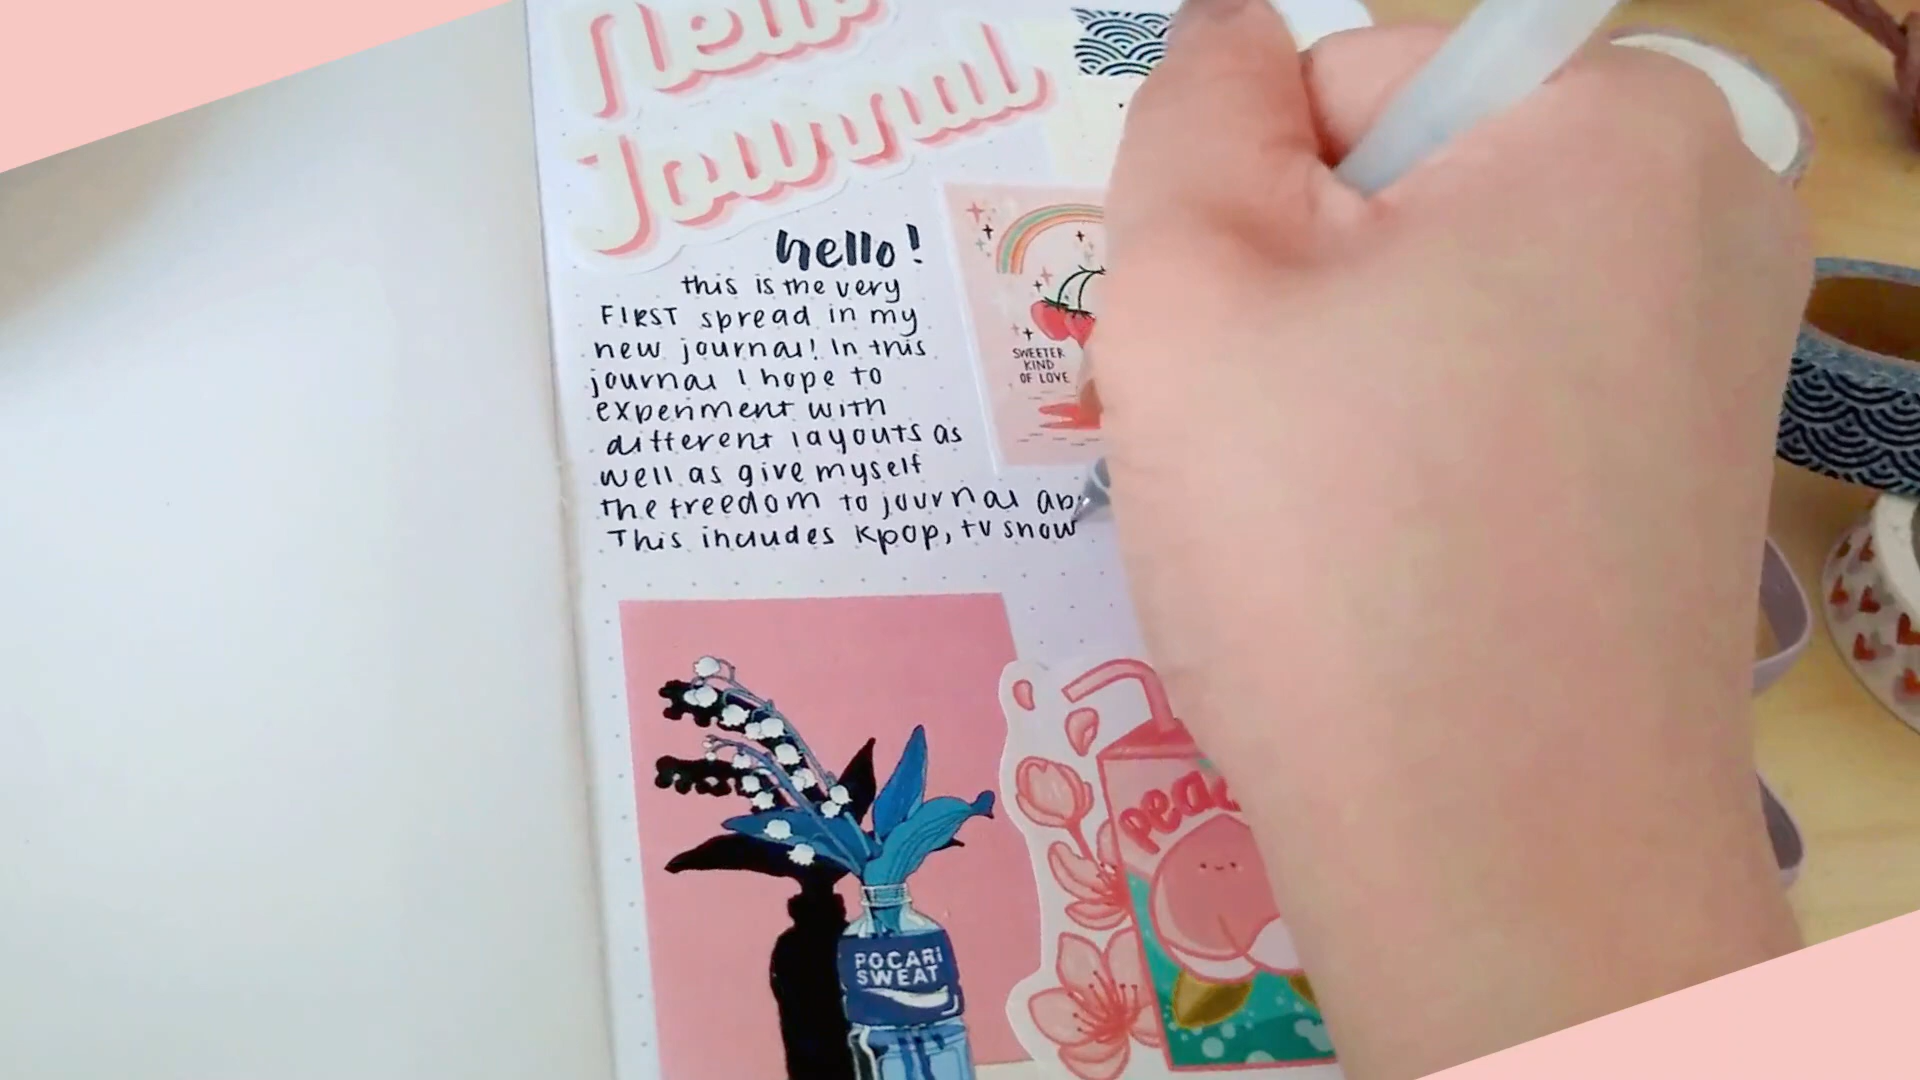 New
Journal
hello!
this is the very
FIRST spread in my
new journal! In this
journal I hope to
experiment with
different layouts as
well as give myself
the freedom to journal
This includes Kpop, tv show
SWEETER
KIND
OF LOVE
POCARI
SWEAT